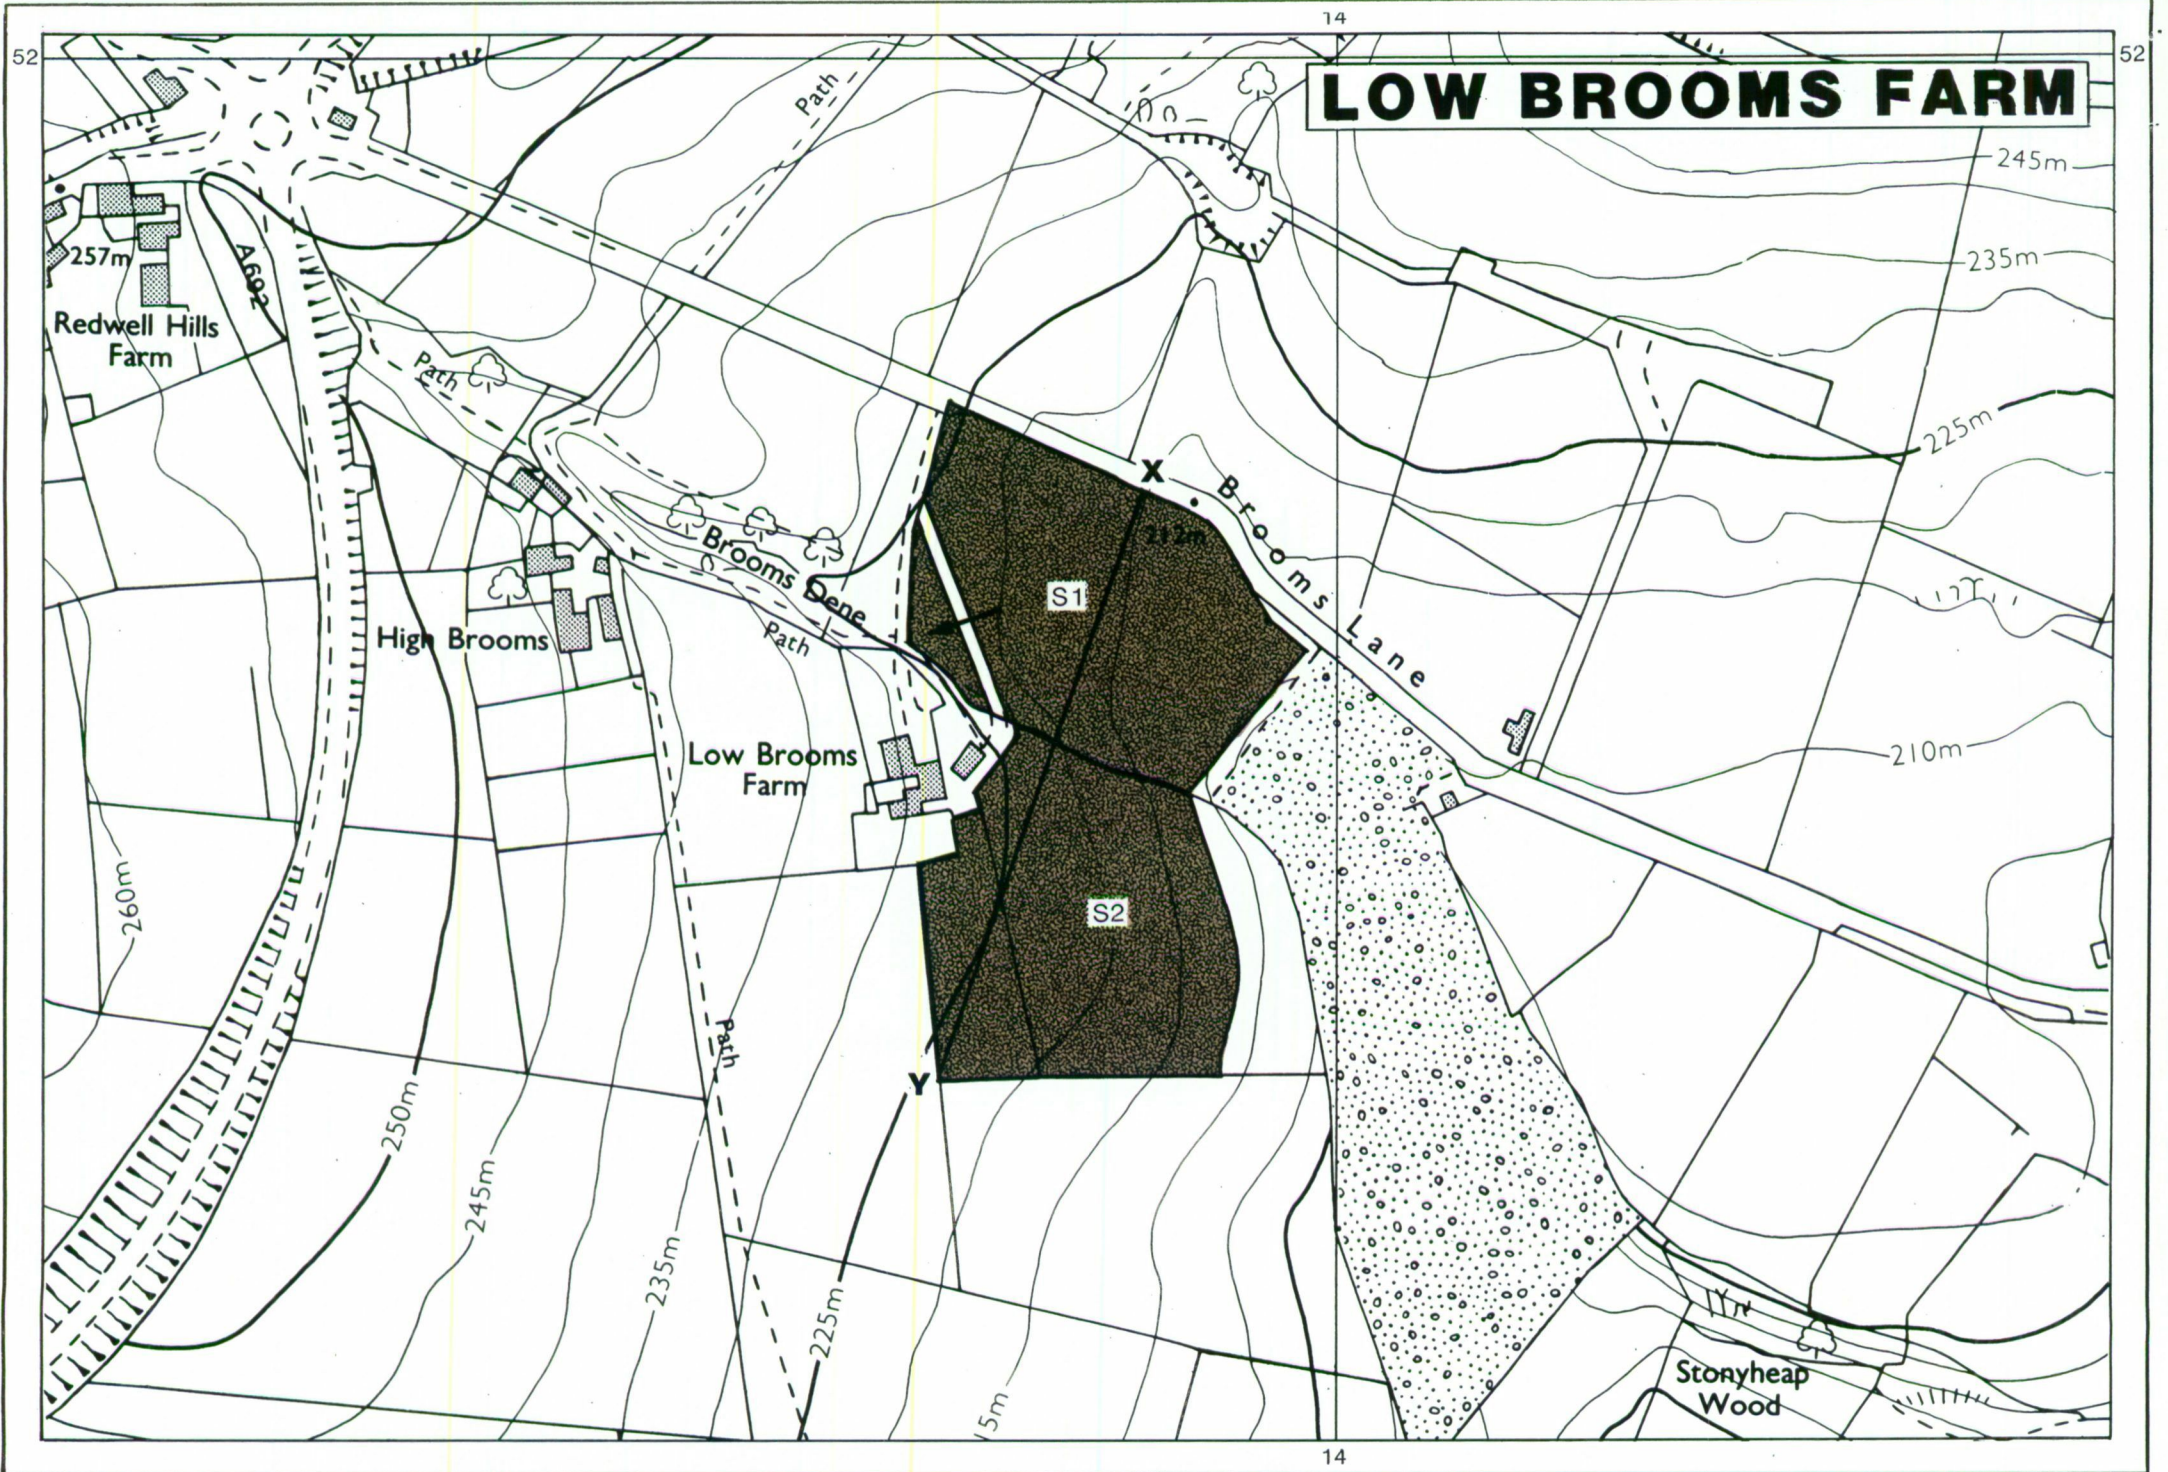 14
52
52
LOW BROOMS FARM
Path
245m
A692
257m
235m
Redwell Hills
Farm
Path
225m
X
Brooms Lane
212m
Brooms Dene
S1
Path
High Brooms
Low Brooms
Farm
210m
260m
S2
Path
Y
250m
245m
235m
225m
5m
Stonyheap
Wood
14